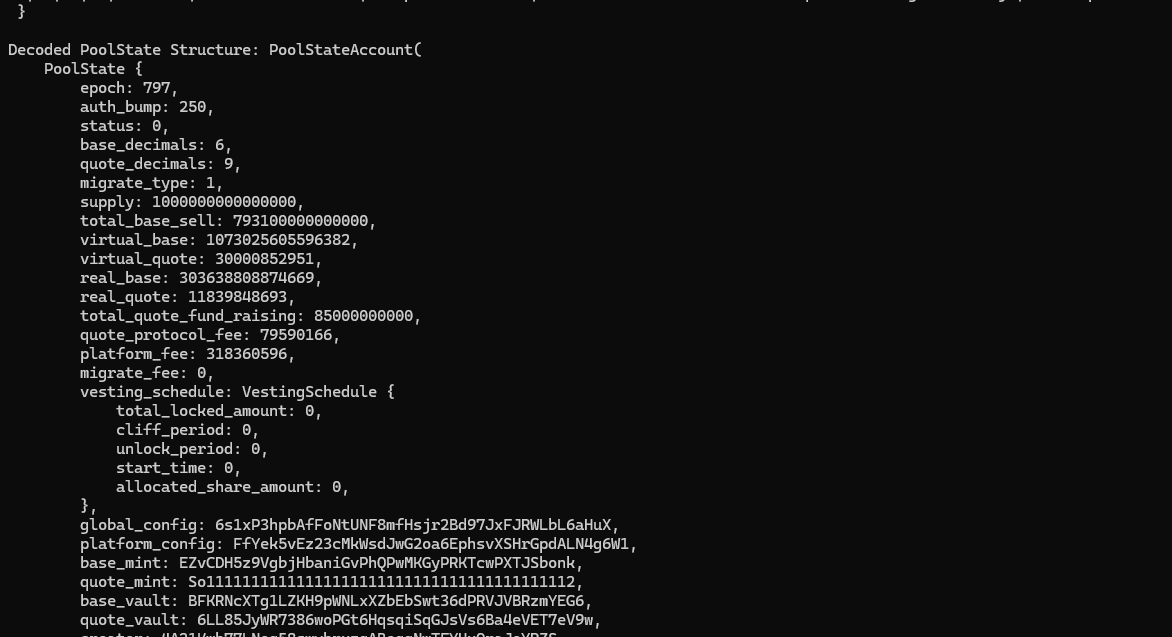 }
Decoded PoolState Structure: PoolStateAccount(
PoolState {
epoch: 797,
auth_bump: 250,
status: 0,
base_decimals: 6,
quote_decimals: 9,
migrate_type: 1,
supply: 1000000000000000,
total_base_sell: 793100000000000,
virtual_base: 1073025605596382,
virtual_quote: 30000852951,
real_base: 303638808874669,
real_quote: 11839848693,
total_quote_fund_raising: 85000000000,
quote_protocol_fee: 79590166,
platform_fee: 318360596,
migrate_fee: 0,
vesting_schedule: VestingSchedule {
total_locked_amount: 0,
cliff_period: 0,
unlock_period: 0,
start_time: 0,
allocated_share_amount: 0,
},
global_config: 6s1xP3hpbAfFoNtUNF8mfHsjr2Bd97JxFJRWLbL6aHuX,
platform_config: FfYek5vEz23cMkWsdJwG2oa6EphsvXSHrGpdALN4g6W1,
base_mint: EZvCDH5z9VgbjHbaniGvPhQPwMKGyPRKTcwPXTJSbonk,
quote_mint: So11111111111111111111111111111111111111112,
base_vault: BFKRNcXTg1LZKH9pWNLxXZbEbSwt36dPRVJVBRzmYEG6,
quote_vault: 6LL85JyWR7386woPGt6HqsqiSqGJsVs6Ba4eVET7eV9w,